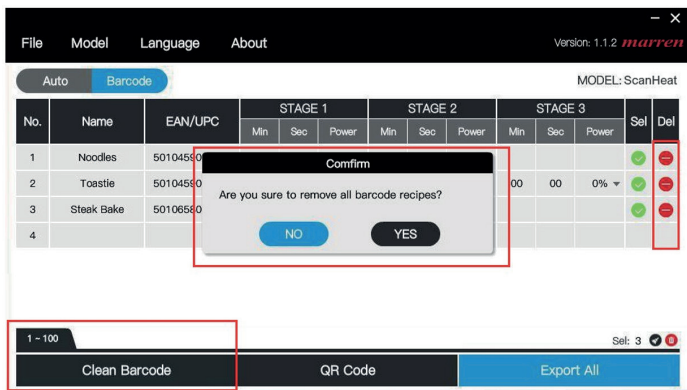 File Model Language About Version: 1.1.2 marren
Auto Barcode MODEL: ScanHeat
No. Name EAN/UPC STAGE 1 STAGE 2 STAGE 3 Sel Del
Min Sec Power Min Sec Power Min Sec Power
1 Noodles 50104590
2 Toastie 50104590 00 00 0%
3 Steak Bake 50106580
4
Comfirm
Are you sure to remove all barcode recipes?
NO YES
1 - 100 Sel: 3
Clean Barcode QR Code Export All